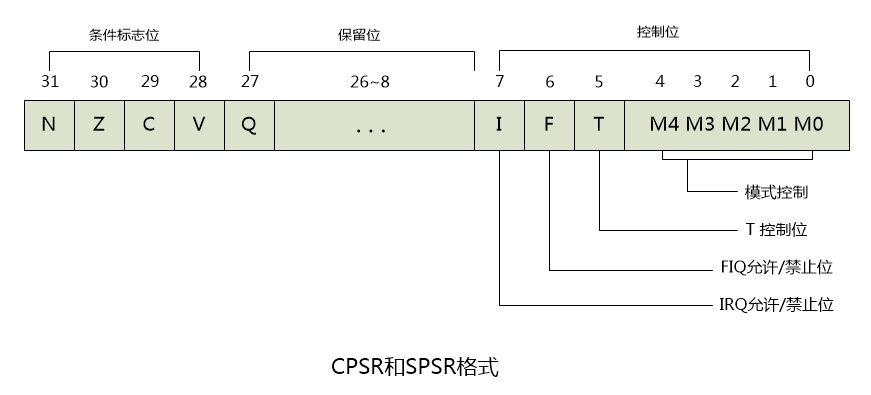 条件标志位 保留位 控制位
31 30 29 28 27 26~8 7 6 5 4 3 2 1 0
N Z C V Q ... I F T M4 M3 M2 M1 M0
模式控制
T 控制位
FIQ允许/禁止位
IRQ允许/禁止位
CPSR和SPSR格式